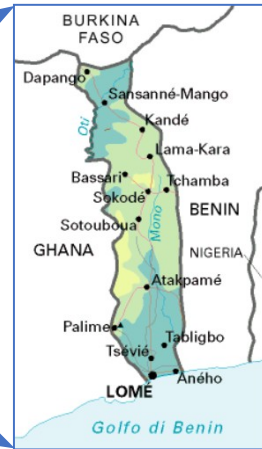 BURKINA
FASO
Dapango
Sansanné-Mango
Kandé
Oti
Lama-Kara
Bassari
Tchamba
Sokodé
Mono
BENIN
Sotouboua
GHANA
NIGERIA
Atakpamé
Palime
Tabligbo
Tsévié
Aného
LOMÉ
Golfo di Benin